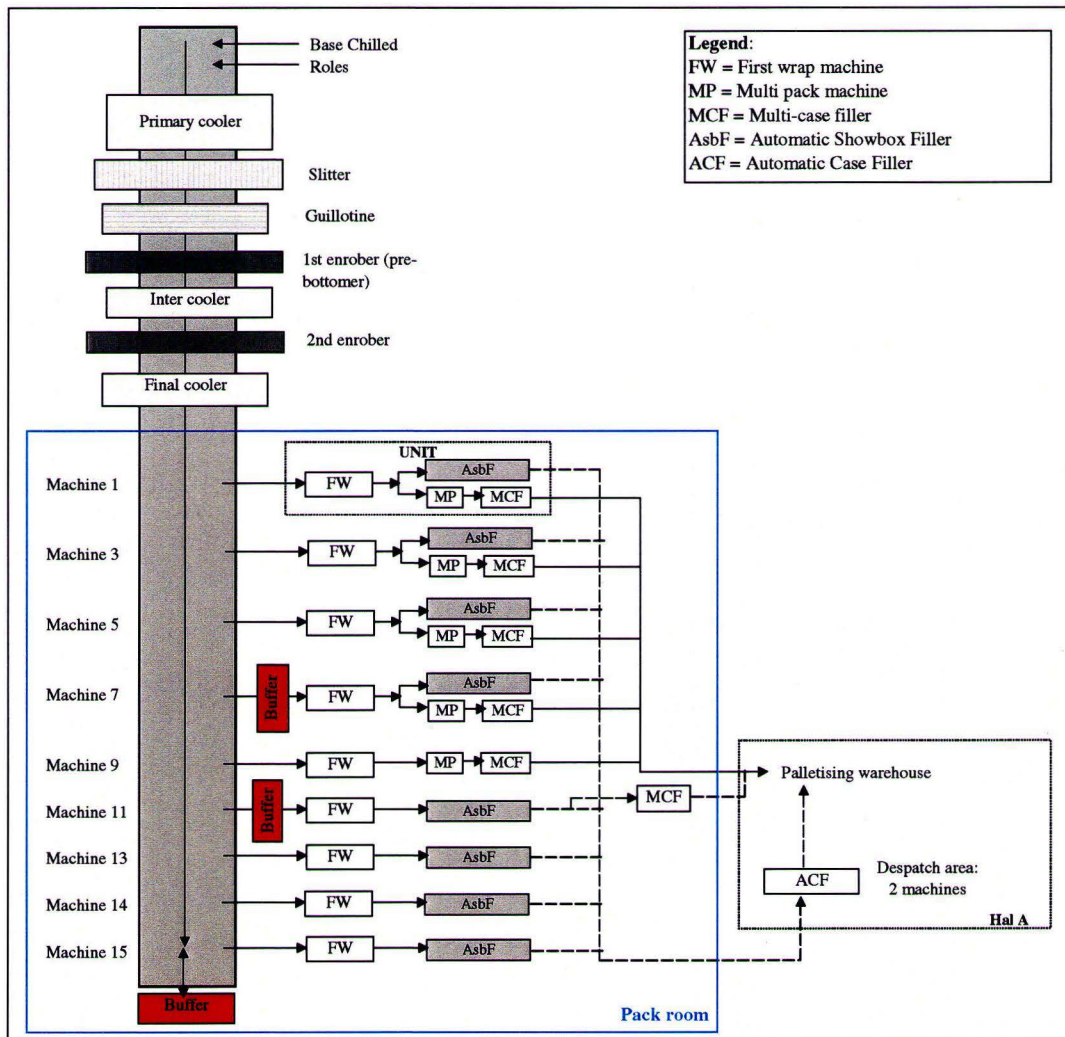 Base Chilled
Roles
Primary cooler
Slitter
Guillotine
1st enrober (pre-
bottomer)
Inter cooler
2nd enrober
Final cooler
Legend:
FW = First wrap machine
MP = Multi pack machine
MCF = Multi-case filler
AsbF = Automatic Showbox Filler
ACF = Automatic Case Filler
UNIT
Machine 1
FW
AsbF
MP
MCF
Machine 3
FW
AsbF
MP
MCF
Machine 5
FW
AsbF
MP
MCF
Machine 7
Buffer
FW
AsbF
MP
MCF
Machine 9
FW
MP
MCF
Machine 11
Buffer
FW
AsbF
MCF
Machine 13
FW
AsbF
Machine 14
FW
AsbF
Machine 15
FW
AsbF
Buffer
Pack room
Palletising warehouse
ACF
Despatch area:
2 machines
Hal A